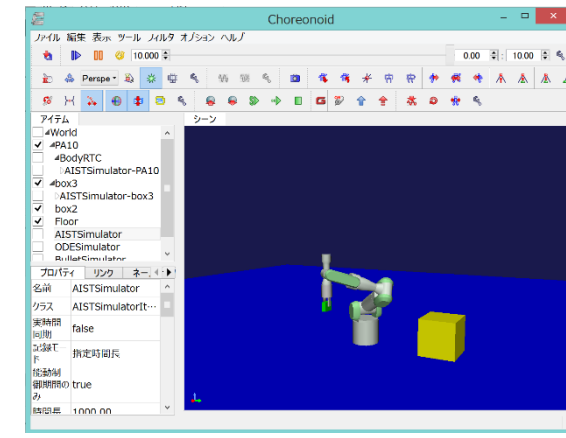 Choreonoid
ファイル 編集 表示 ツール フィルタ オプション ヘルプ
10.000 0.00 : 10.00
Perspe
アイテム シーン
World
PA10
BodyRTC
AISTSimulator-PA10
box3
AISTSimulator-box3
box2
Floor
AISTSimulator
ODESimulator
BulletSimulator
プロパティ リンク ネー.
名前 AISTSimulator
クラス AISTSimulatorIt…
実時間同期 false
記録モード 指定時間長
能動制御期間のみ true
時間長 1000.00